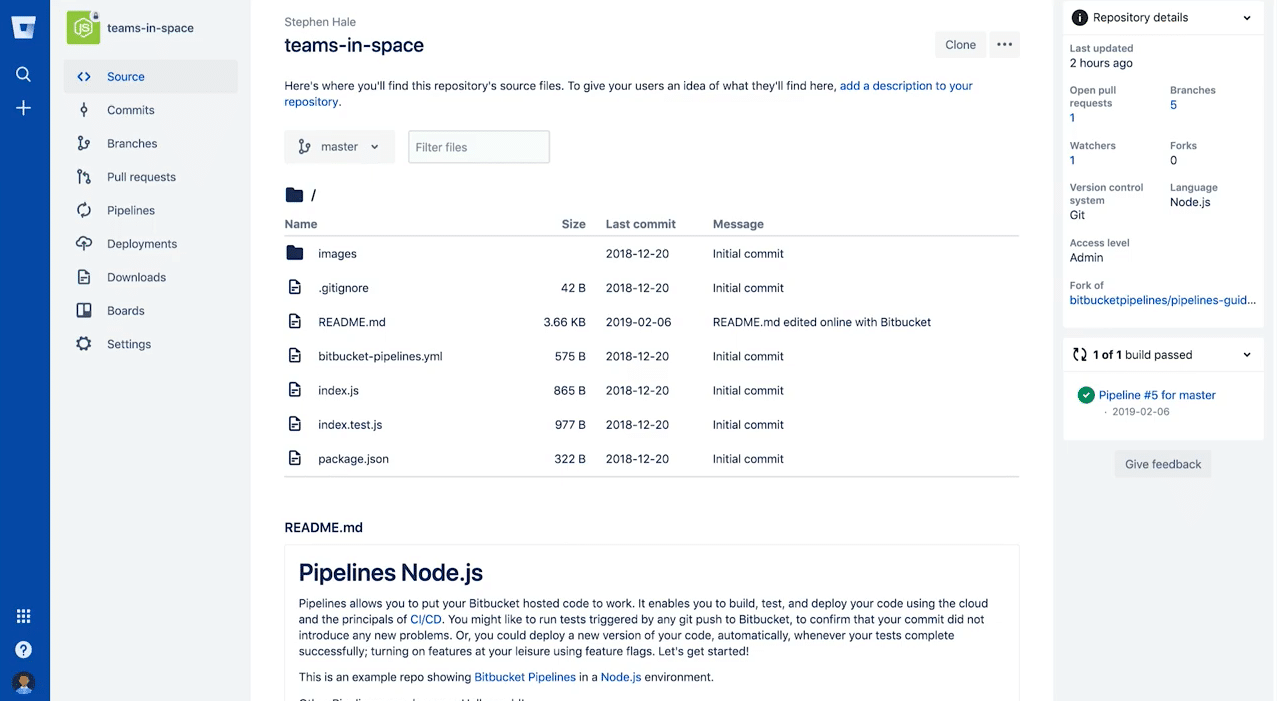 JS
teams-in-space
Source
Commits
Branches
Pull requests
Pipelines
Deployments
Downloads
Boards
Settings
Stephen Hale
teams-in-space
Clone
Here's where you'll find this repository's source files. To give your users an idea of what they'll find here, add a description to your
repository.
master
Filter files
/
Name Size Last commit Message
images 2018-12-20 Initial commit
.gitignore 42 B 2018-12-20 Initial commit
README.md 3.66 KB 2019-02-06 README.md edited online with Bitbucket
bitbucket-pipelines.yml 575 B 2018-12-20 Initial commit
index.js 865 B 2018-12-20 Initial commit
index.test.js 977 B 2018-12-20 Initial commit
package.json 322 B 2018-12-20 Initial commit
README.md
Pipelines Node.js
Pipelines allows you to put your Bitbucket hosted code to work. It enables you to build, test, and deploy your code using the cloud
and the principals of CI/CD. You might like to run tests triggered by any git push to Bitbucket, to confirm that your commit did not
introduce any new problems. Or, you could deploy a new version of your code, automatically, whenever your tests complete
successfully; turning on features at your leisure using feature flags. Let's get started!
This is an example repo showing Bitbucket Pipelines in a Node.js environment.
Repository details
Last updated
2 hours ago
Open pull
requests
1
Branches
5
Watchers
1
Forks
0
Version control
system
Git
Language
Node.js
Access level
Admin
Fork of
bitbucketpipelines/pipelines-guid...
1 of 1 build passed
Pipeline #5 for master
· 2019-02-06
Give feedback